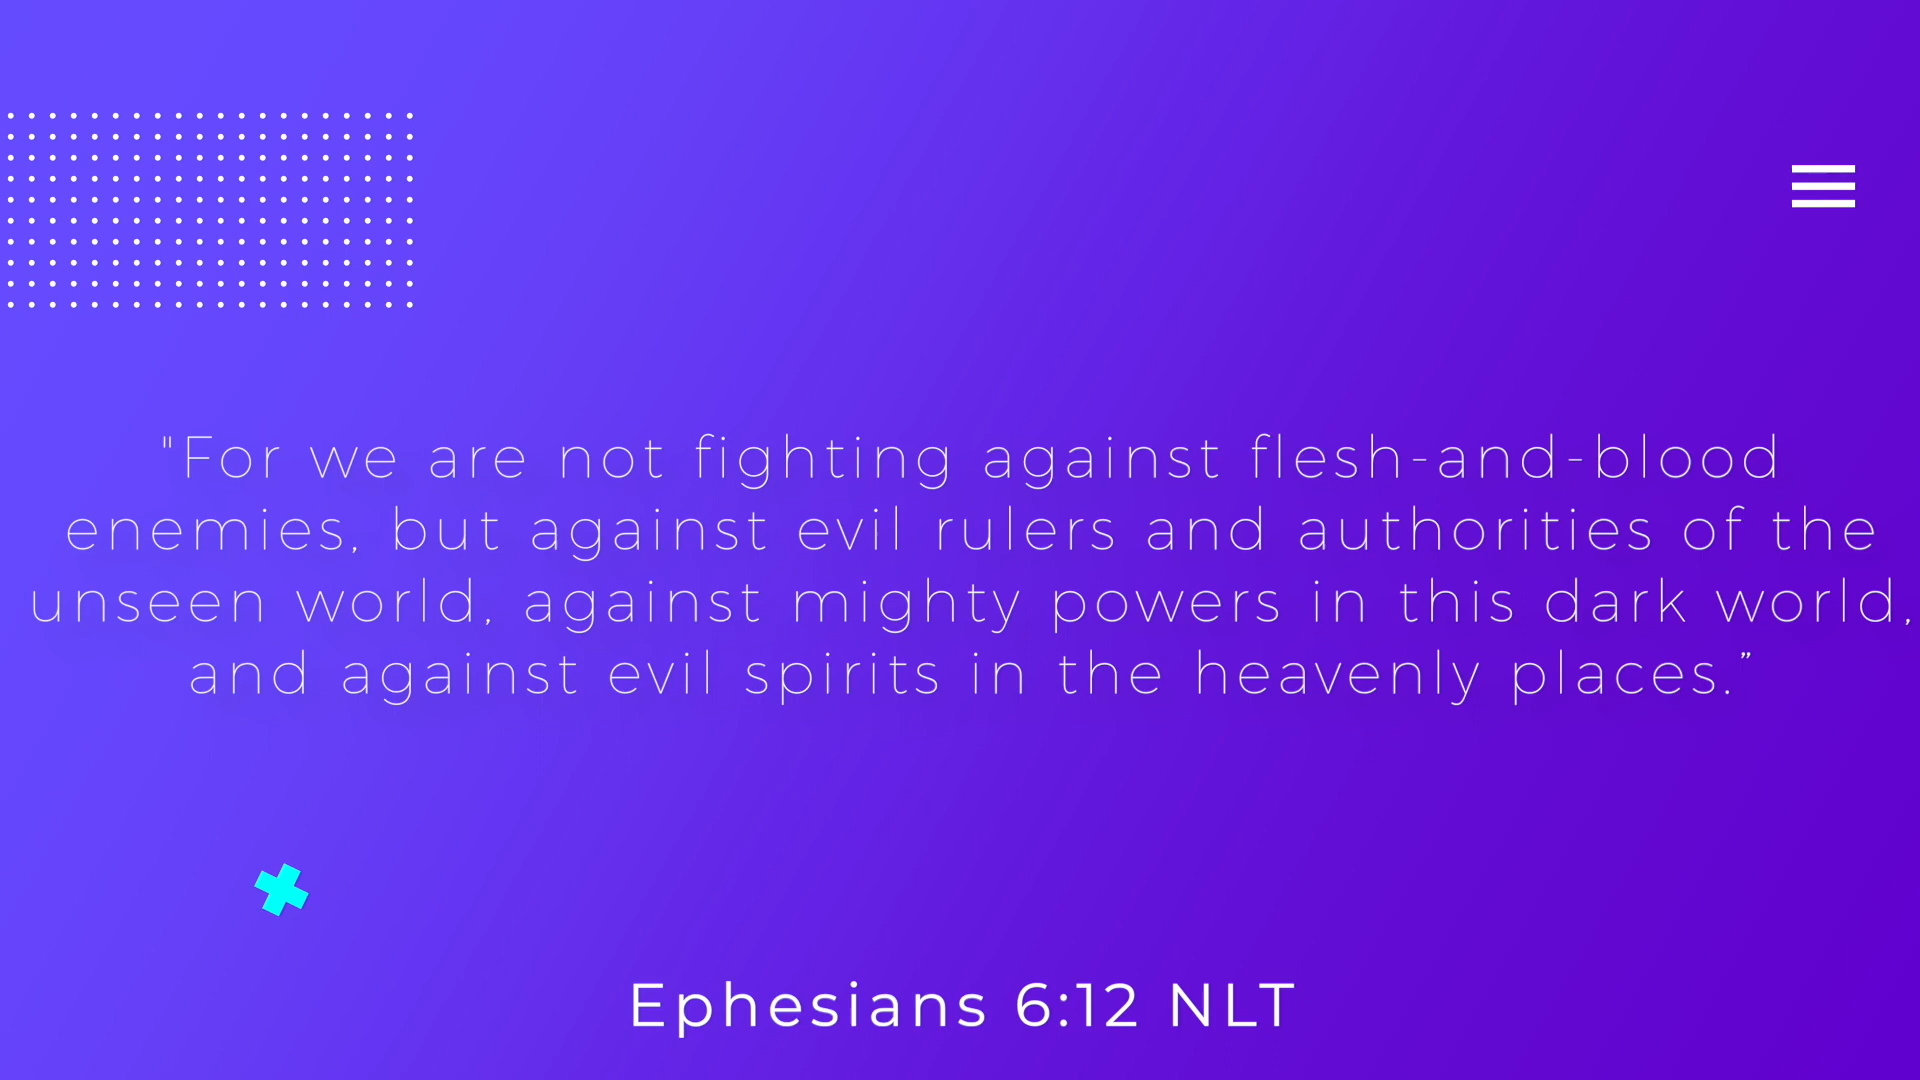 "For we are not fighting against flesh-and-blood
enemies, but against evil rulers and authorities of the
unseen world, against mighty powers in this dark world,
and against evil spirits in the heavenly places.”
Ephesians 6:12 NLT